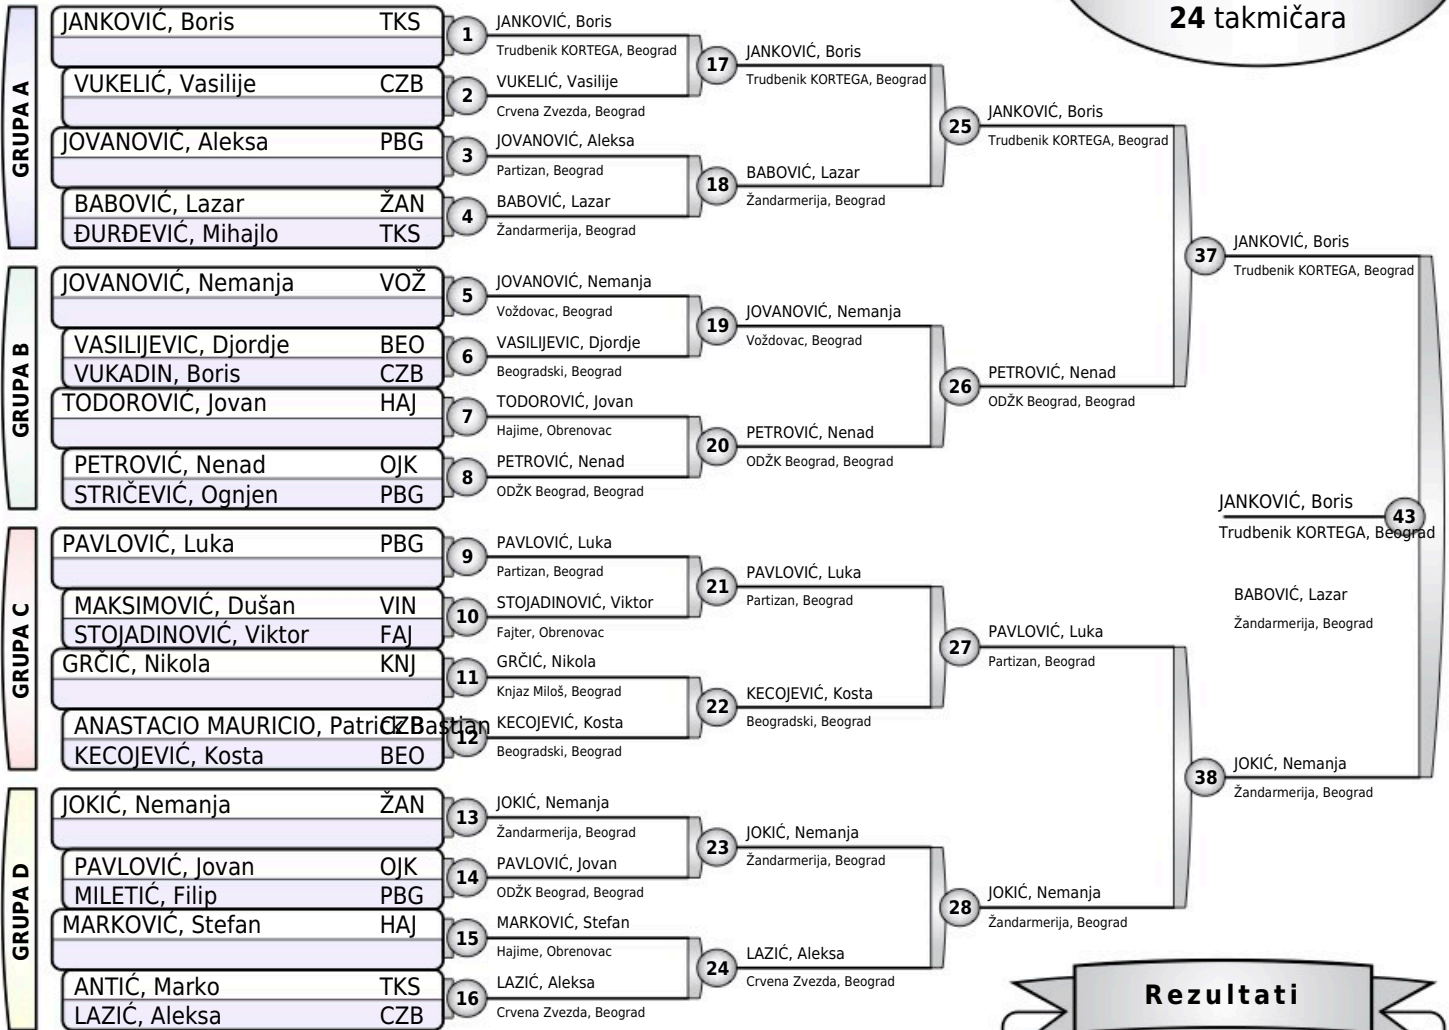 24 takmičara
GRUPA A
JANKOVIĆ, Boris TKS
VUKELIĆ, Vasilije CZB
JOVANOVIĆ, Aleksa PBG
BABOVIĆ, Lazar ŽAN
ĐURĐEVIĆ, Mihajlo TKS
GRUPA B
JOVANOVIĆ, Nemanja VOŽ
VASILIJEVIC, Djordje BEO
VUKADIN, Boris CZB
TODOROVIĆ, Jovan HAJ
PETROVIĆ, Nenad OJK
STRIČEVIĆ, Ognjen PBG
GRUPA C
PAVLOVIĆ, Luka PBG
MAKSIMOVIĆ, Dušan VIN
STOJADINOVIĆ, Viktor FAJ
GRČIĆ, Nikola KNJ
ANASTACIO MAURICIO, Patrick Bastian CZB
KECOJEVIĆ, Kosta BEO
GRUPA D
JOKIĆ, Nemanja ŽAN
PAVLOVIĆ, Jovan OJK
MILETIĆ, Filip PBG
MARKOVIĆ, Stefan HAJ
ANTIĆ, Marko TKS
LAZIĆ, Aleksa CZB
1 JANKOVIĆ, Boris
Trudbenik KORTEGA, Beograd
2 VUKELIĆ, Vasilije
Crvena Zvezda, Beograd
3 JOVANOVIĆ, Aleksa
Partizan, Beograd
4 BABOVIĆ, Lazar
Žandarmerija, Beograd
5 JOVANOVIĆ, Nemanja
Voždovac, Beograd
6 VASILIJEVIC, Djordje
Beogradski, Beograd
7 TODOROVIĆ, Jovan
Hajime, Obrenovac
8 PETROVIĆ, Nenad
ODŽK Beograd, Beograd
9 PAVLOVIĆ, Luka
Partizan, Beograd
10 STOJADINOVIĆ, Viktor
Fajter, Obrenovac
11 GRČIĆ, Nikola
Knjaz Miloš, Beograd
12 KECOJEVIĆ, Kosta
Beogradski, Beograd
13 JOKIĆ, Nemanja
Žandarmerija, Beograd
14 PAVLOVIĆ, Jovan
ODŽK Beograd, Beograd
15 MARKOVIĆ, Stefan
Hajime, Obrenovac
16 LAZIĆ, Aleksa
Crvena Zvezda, Beograd
17 JANKOVIĆ, Boris
Trudbenik KORTEGA, Beograd
18 BABOVIĆ, Lazar
Žandarmerija, Beograd
19 JOVANOVIĆ, Nemanja
Voždovac, Beograd
20 PETROVIĆ, Nenad
ODŽK Beograd, Beograd
21 PAVLOVIĆ, Luka
Partizan, Beograd
22 KECOJEVIĆ, Kosta
Beogradski, Beograd
23 JOKIĆ, Nemanja
Žandarmerija, Beograd
24 LAZIĆ, Aleksa
Crvena Zvezda, Beograd
25 JANKOVIĆ, Boris
Trudbenik KORTEGA, Beograd
26 PETROVIĆ, Nenad
ODŽK Beograd, Beograd
27 PAVLOVIĆ, Luka
Partizan, Beograd
28 JOKIĆ, Nemanja
Žandarmerija, Beograd
37 JANKOVIĆ, Boris
Trudbenik KORTEGA, Beograd
JANKOVIĆ, Boris 43
Trudbenik KORTEGA, Beograd
BABOVIĆ, Lazar
Žandarmerija, Beograd
38 JOKIĆ, Nemanja
Žandarmerija, Beograd
Rezultati